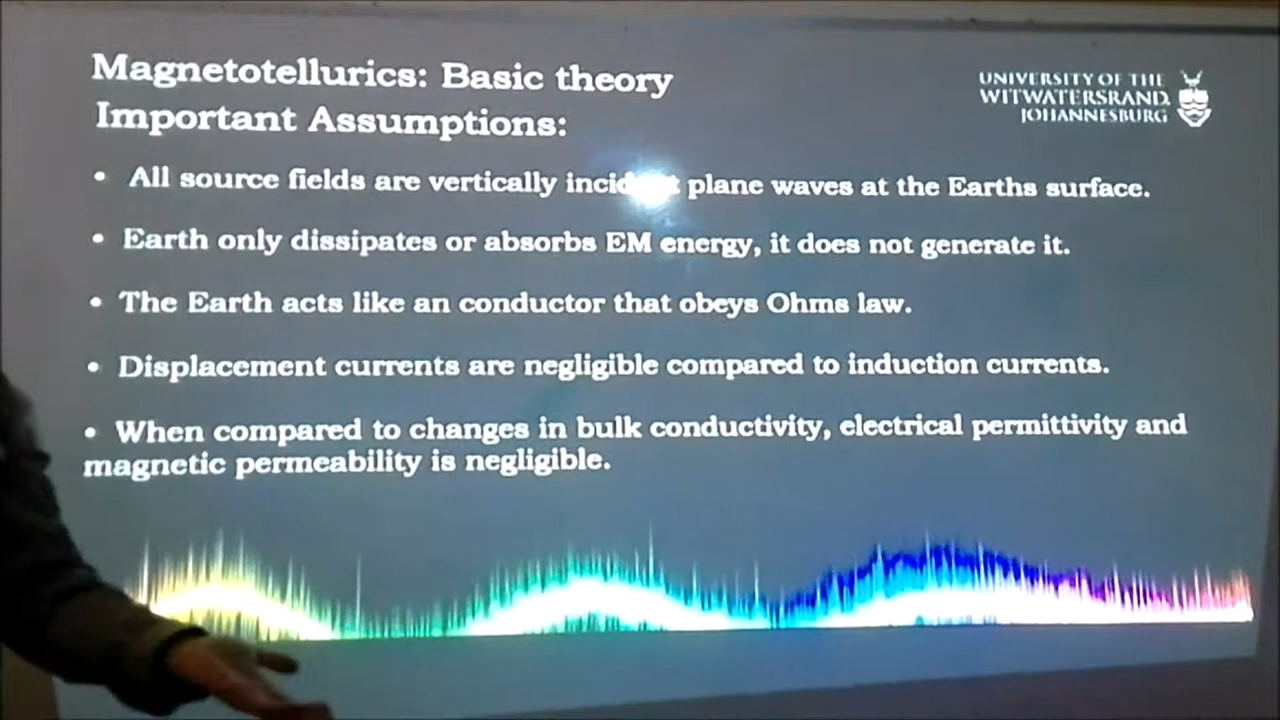 Magnetotellurics: Basic theory
Important Assumptions:
UNIVERSITY OF THE
WITWATERSRAND,
JOHANNESBURG
• All source fields are vertically incident plane waves at the Earths surface.
• Earth only dissipates or absorbs EM energy, it does not generate it.
• The Earth acts like an conductor that obeys Ohms law.
• Displacement currents are negligible compared to induction currents.
• When compared to changes in bulk conductivity, electrical permittivity and
magnetic permeability is negligible.